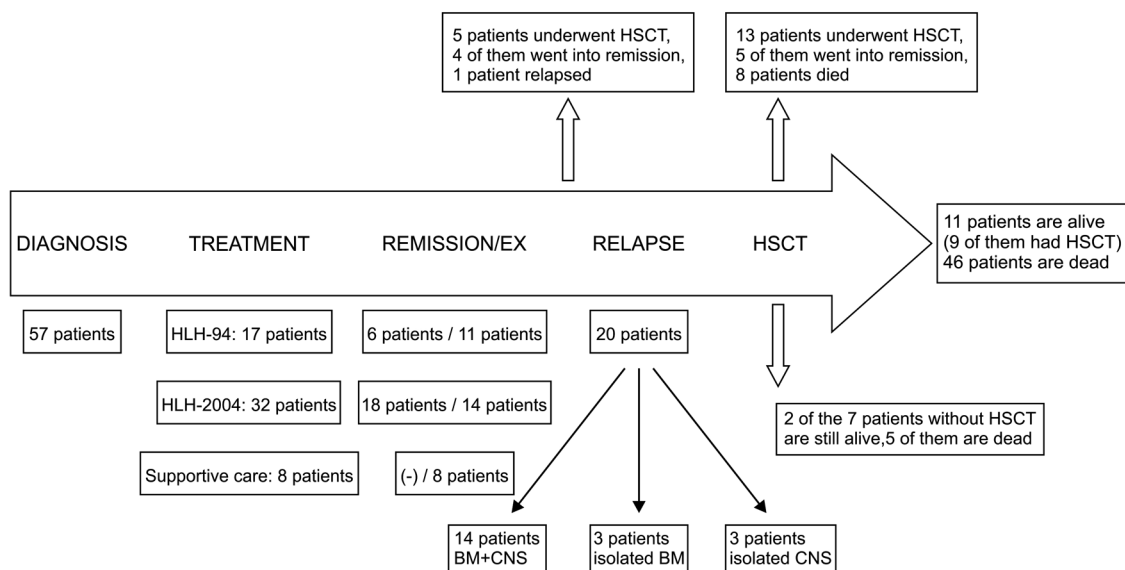 5 patients underwent HSCT,
4 of them went into remission,
1 patient relapsed
13 patients underwent HSCT,
5 of them went into remission,
8 patients died
DIAGNOSIS
TREATMENT
REMISSION/EX
RELAPSE
HSCT
11 patients are alive
(9 of them had HSCT)
46 patients are dead
57 patients
HLH-94: 17 patients
6 patients / 11 patients
20 patients
HLH-2004: 32 patients
18 patients / 14 patients
2 of the 7 patients without HSCT
are still alive,5 of them are dead
Supportive care: 8 patients
(-) / 8 patients
14 patients
BM+CNS
3 patients
isolated BM
3 patients
isolated CNS